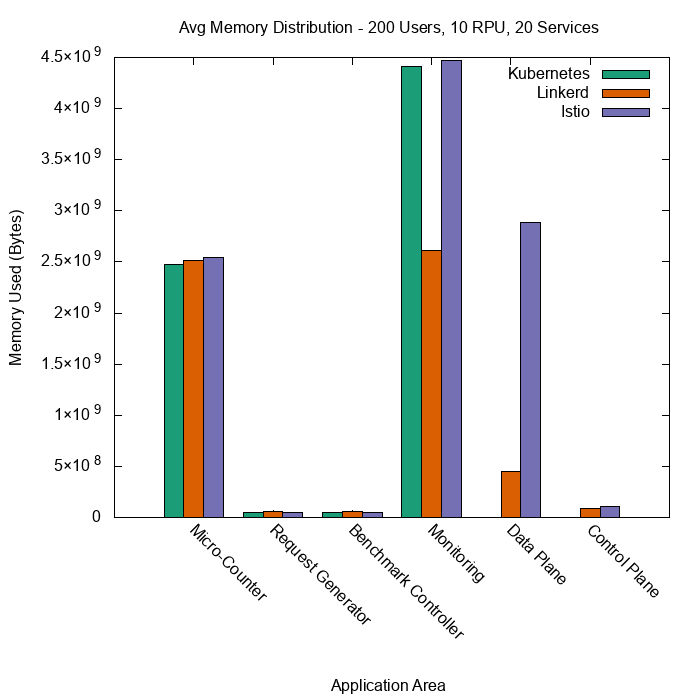 Avg Memory Distribution - 200 Users, 10 RPU, 20 Services
Kubernetes
Linkerd
Istio
Memory Used (Bytes)
4.5×10⁹
4×10⁹
3.5×10⁹
3×10⁹
2.5×10⁹
2×10⁹
1.5×10⁹
1×10⁹
5×10⁸
0
Micro-Counter
Request Generator
Benchmark Controller
Monitoring
Data Plane
Control Plane
Application Area